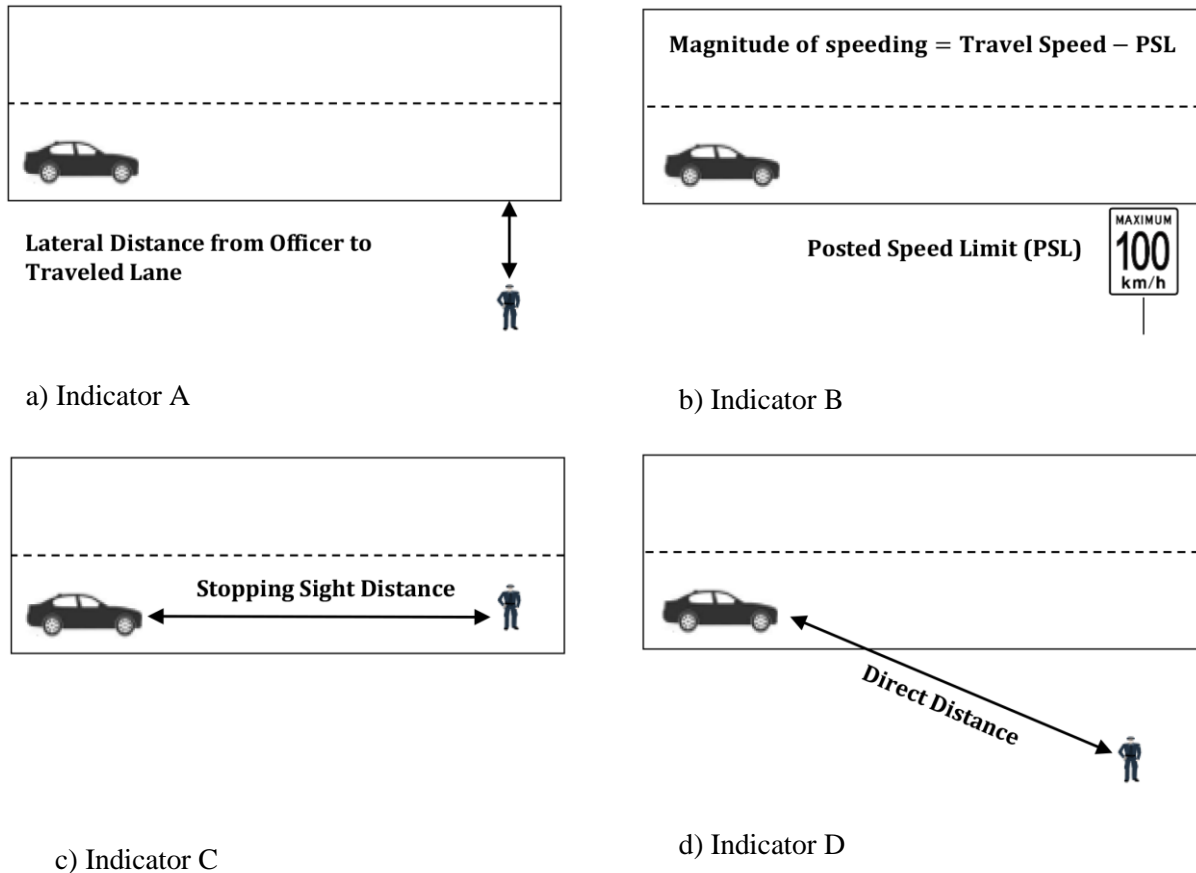 Lateral Distance from Officer to
Traveled Lane
a) Indicator A
Magnitude of speeding = Travel Speed − PSL
Posted Speed Limit (PSL)
MAXIMUM
100
km/h
b) Indicator B
Stopping Sight Distance
c) Indicator C
Direct Distance
d) Indicator D